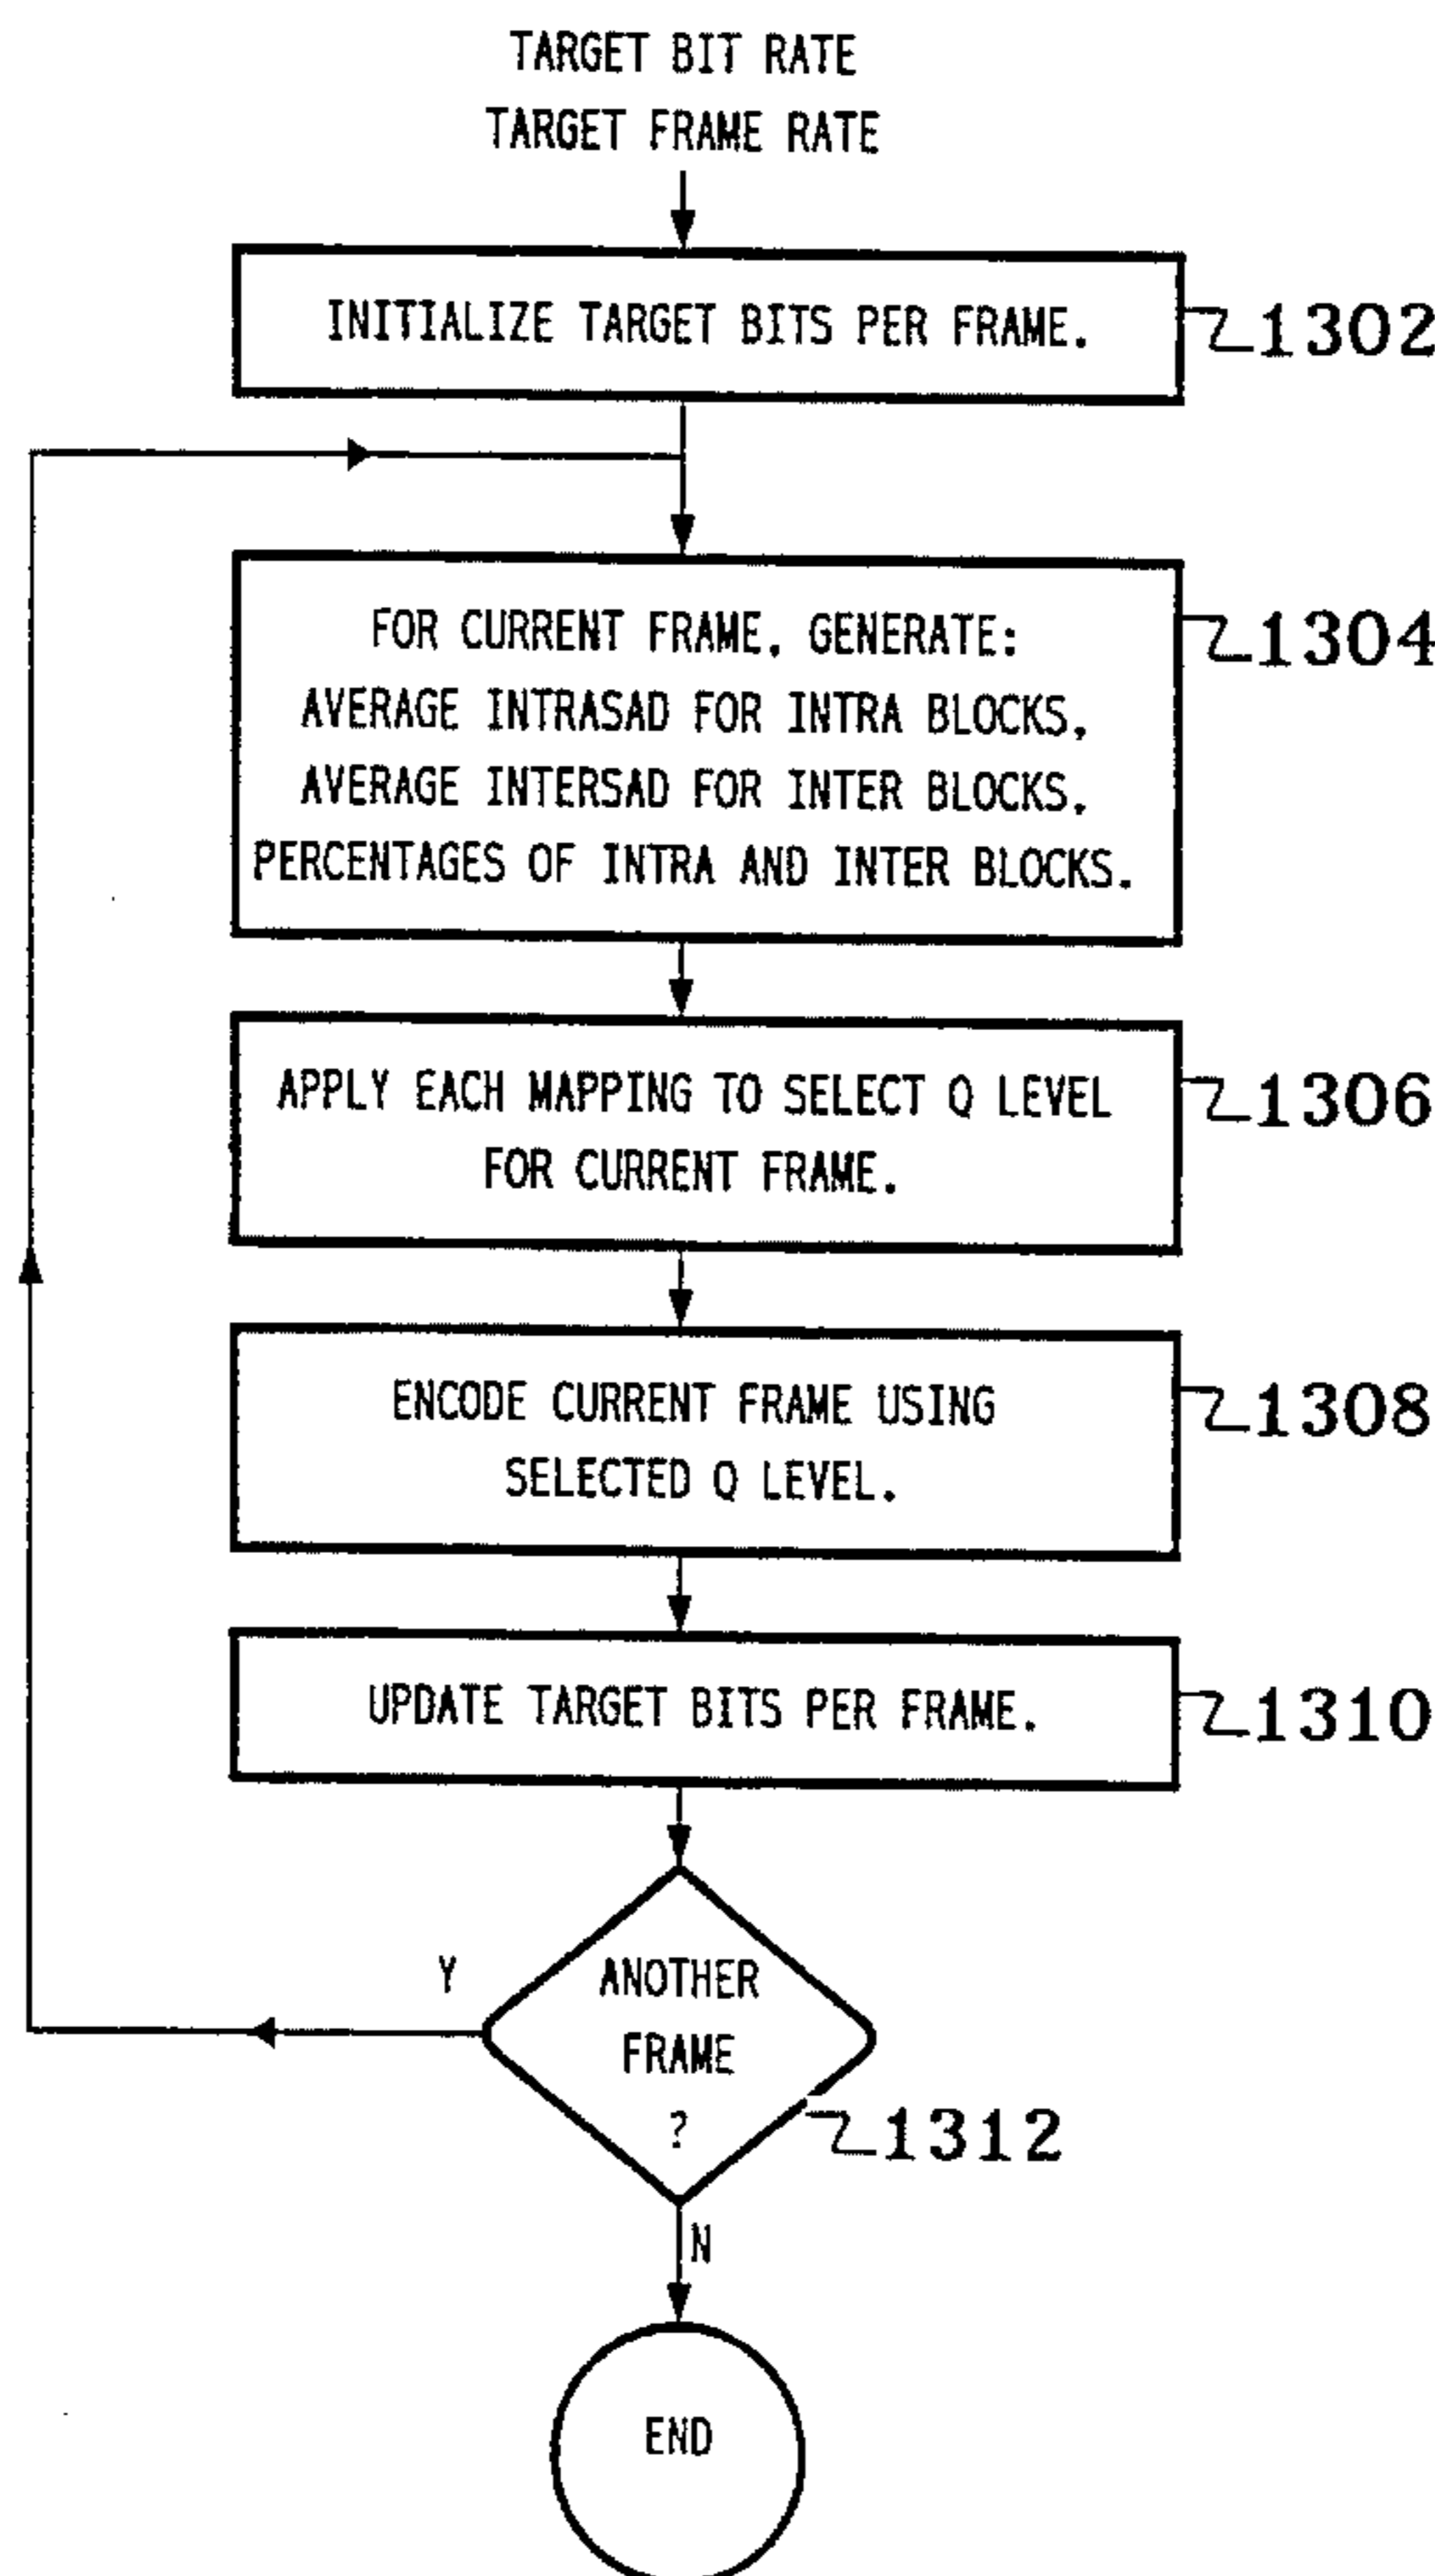 TARGET BIT RATE
TARGET FRAME RATE
INITIALIZE TARGET BITS PER FRAME.
1302
FOR CURRENT FRAME, GENERATE:
AVERAGE INTRASAD FOR INTRA BLOCKS,
AVERAGE INTERSAD FOR INTER BLOCKS,
PERCENTAGES OF INTRA AND INTER BLOCKS.
1304
APPLY EACH MAPPING TO SELECT Q LEVEL
FOR CURRENT FRAME.
1306
ENCODE CURRENT FRAME USING
SELECTED Q LEVEL.
1308
UPDATE TARGET BITS PER FRAME.
1310
Y
ANOTHER
FRAME
?
1312
N
END